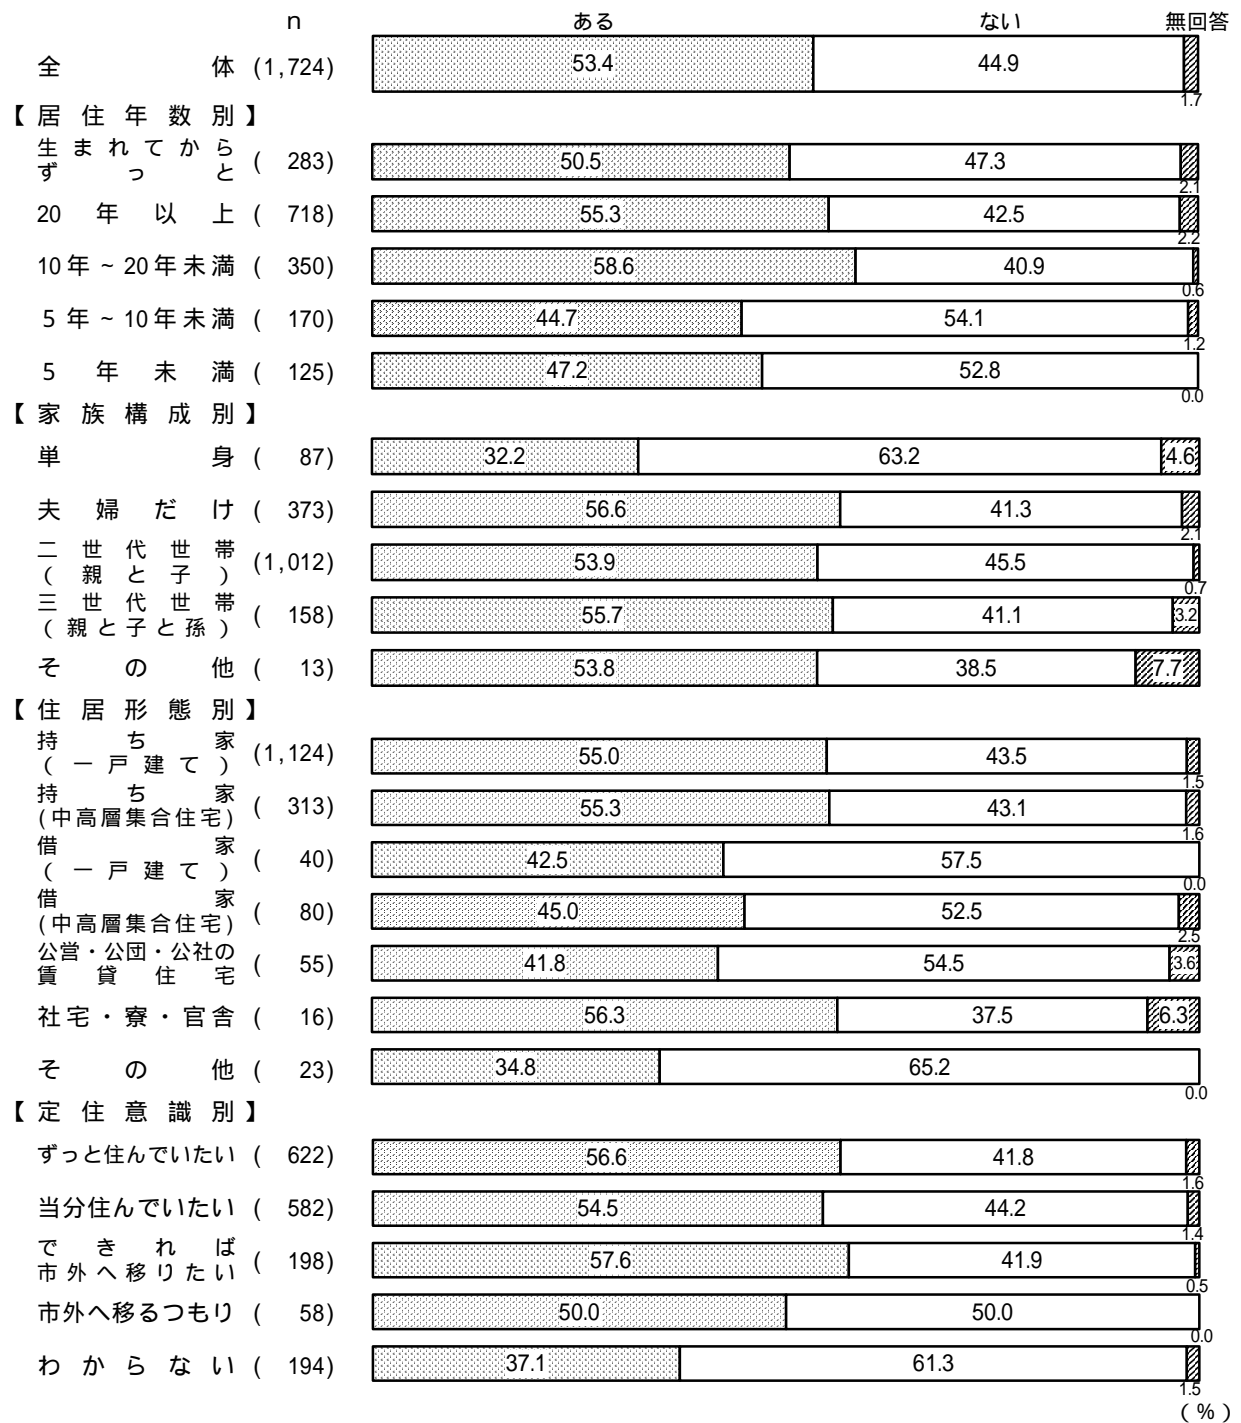 n ある ない 無回答
全体 (1,724) 53.4 44.9 1.7
【居住年数別】
生まれてから
ずっと ( 283) 50.5 47.3 2.1
20年以上 ( 718) 55.3 42.5 2.2
10年~20年未満 ( 350) 58.6 40.9 0.6
5年~10年未満 ( 170) 44.7 54.1 1.2
5年未満 ( 125) 47.2 52.8 0.0
【家族構成別】
単身 ( 87) 32.2 63.2 4.6
夫婦だけ ( 373) 56.6 41.3 2.1
二世代世帯
(親と子) (1,012) 53.9 45.5 0.7
三世代世帯
(親と子と孫) ( 158) 55.7 41.1 3.2
その他 ( 13) 53.8 38.5 7.7
【住居形態別】
持ち家
(一戸建て) (1,124) 55.0 43.5 1.5
持ち家
(中高層集合住宅) ( 313) 55.3 43.1 1.6
借家
(一戸建て) ( 40) 42.5 57.5 0.0
借家
(中高層集合住宅) ( 80) 45.0 52.5 2.5
公営・公団・公社の
賃貸住宅 ( 55) 41.8 54.5 3.6
社宅・寮・官舎 ( 16) 56.3 37.5 6.3
その他 ( 23) 34.8 65.2 0.0
【定住意識別】
ずっと住んでいたい ( 622) 56.6 41.8 1.6
当分住んでいたい ( 582) 54.5 44.2 1.4
できれば
市外へ移りたい ( 198) 57.6 41.9 0.5
市外へ移るつもり ( 58) 50.0 50.0 0.0
わからない ( 194) 37.1 61.3 1.5
(%)